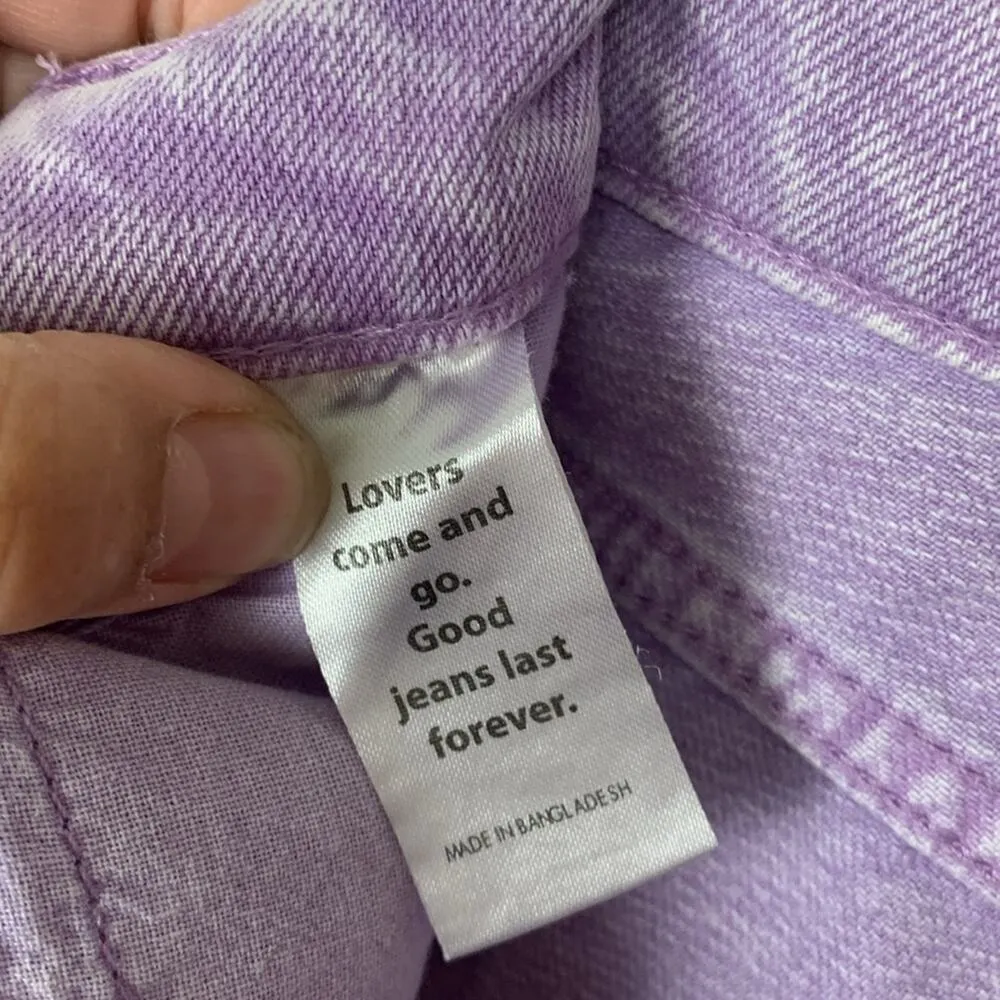 Lovers
come and
go.
Good
jeans last
forever.
MADE IN BANGLADESH